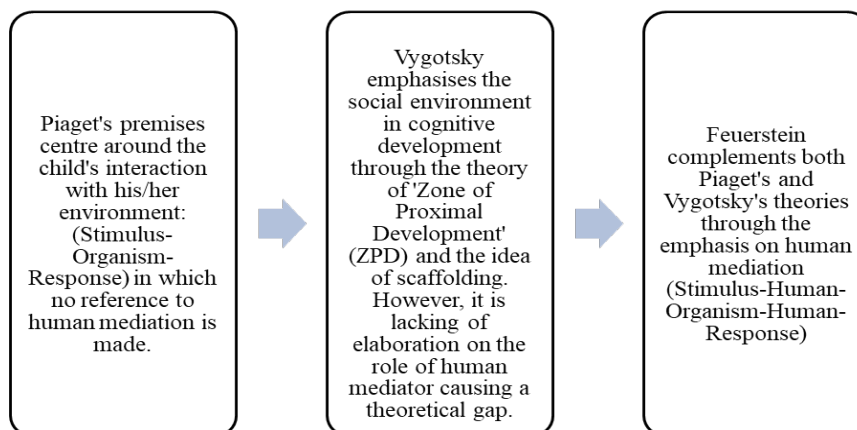 Piaget's premises
centre around the
child's interaction
with his/her
environment:
(Stimulus-
Organism-
Response) in which
no reference to
human mediation is
made.
Vygotsky
emphasises the
social environment
in cognitive
development
through the theory
of 'Zone of
Proximal
Development'
(ZPD) and the idea
of scaffolding.
However, it is
lacking of
elaboration on the
role of human
mediator causing a
theoretical gap.
Feuerstein
complements both
Piaget's and
Vygotsky's theories
through the
emphasis on human
mediation
(Stimulus-Human-
Organism-Human-
Response)